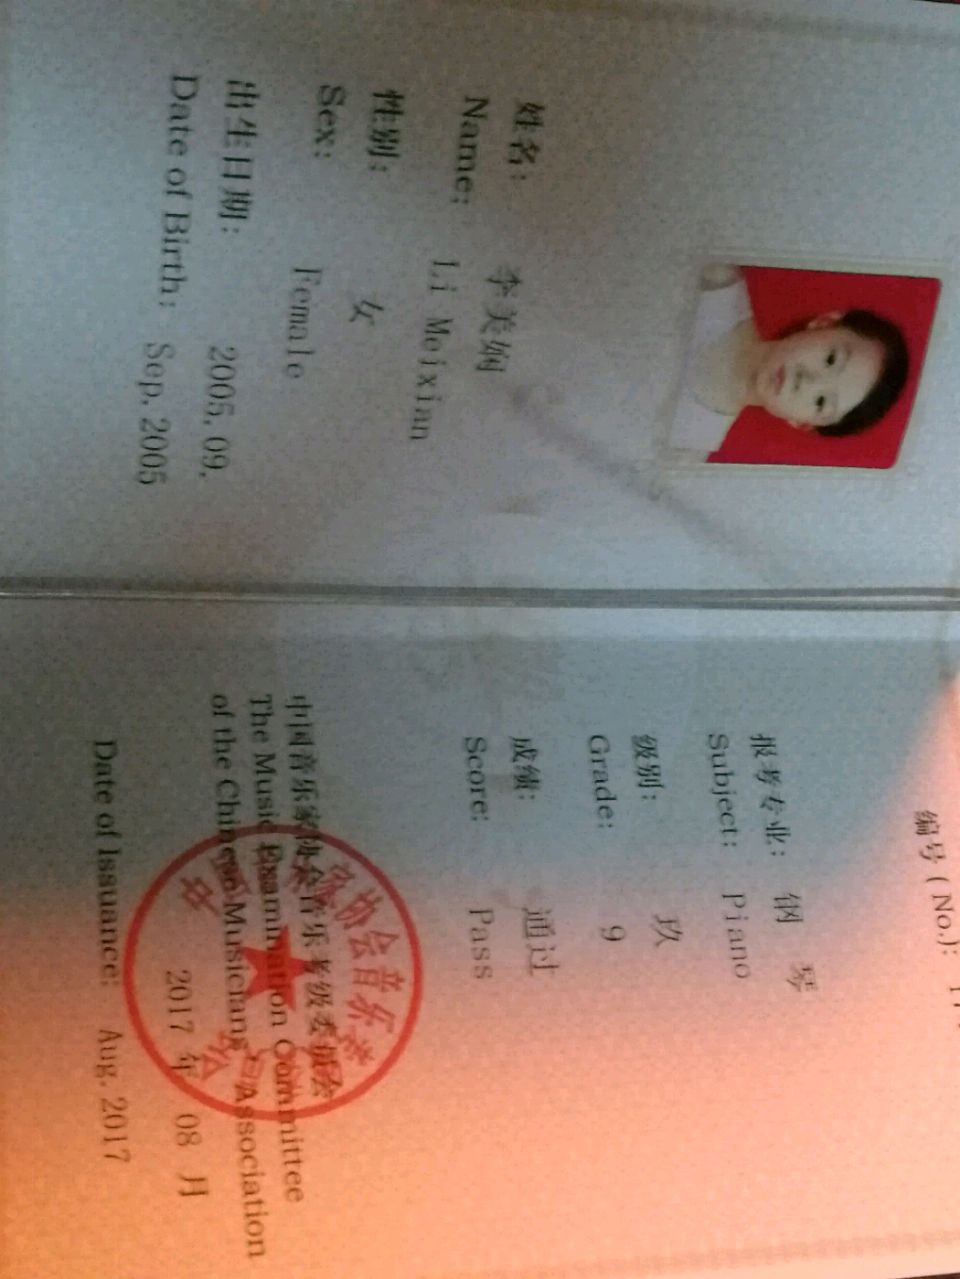 姓名: 李美娴
Name: Li Meixian
性别: 女
Sex: Female
出生日期: 2005. 09.
Date of Birth: Sep. 2005
编号 (No.):
报考专业: 钢 琴
Subject: Piano
级别: 玖
Grade: 9
成绩: 通过
Score: Pass
中国音乐家协会音乐考级委员会
The Music Examination Committee
of the Chinese Musicians Association
2017 年 08 月
Date of Issuance: Aug. 2017